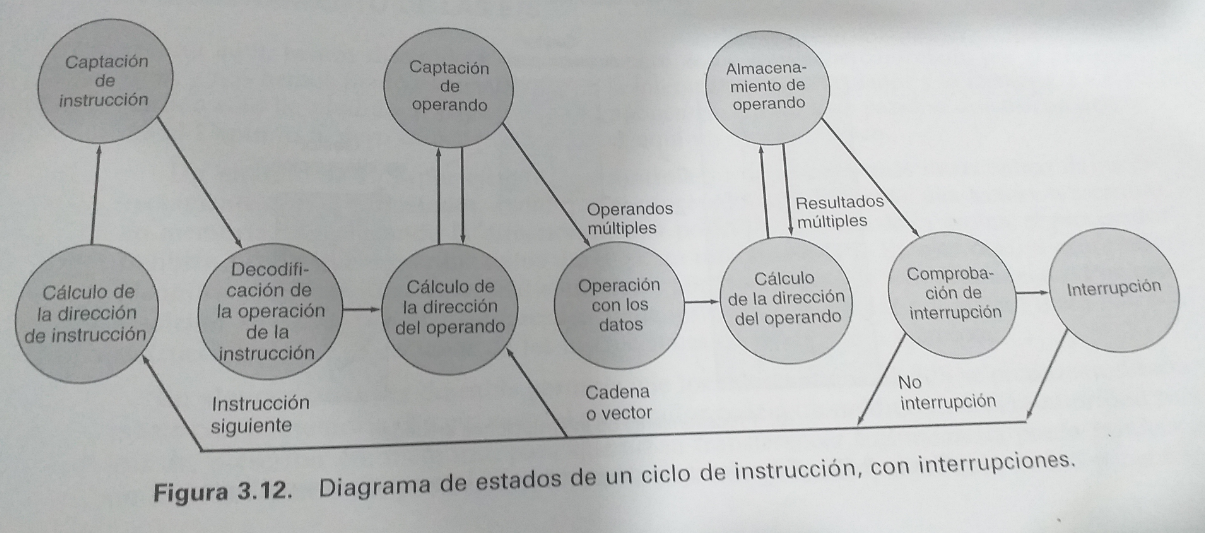 Captación
de
instrucción
Captación
de
operando
Almacena-
miento de
operando
Operandos
múltiples
Resultados
múltiples
Cálculo de
la dirección
de instrucción
Decodifi-
cación de
la operación
de la
instrucción
Cálculo de
la dirección
del operando
Operación
con los
datos
Cálculo
de la dirección
del operando
Comproba-
ción de
interrupción
Interrupción
Instrucción
siguiente
Cadena
o vector
No
interrupción
Figura 3.12. Diagrama de estados de un ciclo de instrucción, con interrupciones.